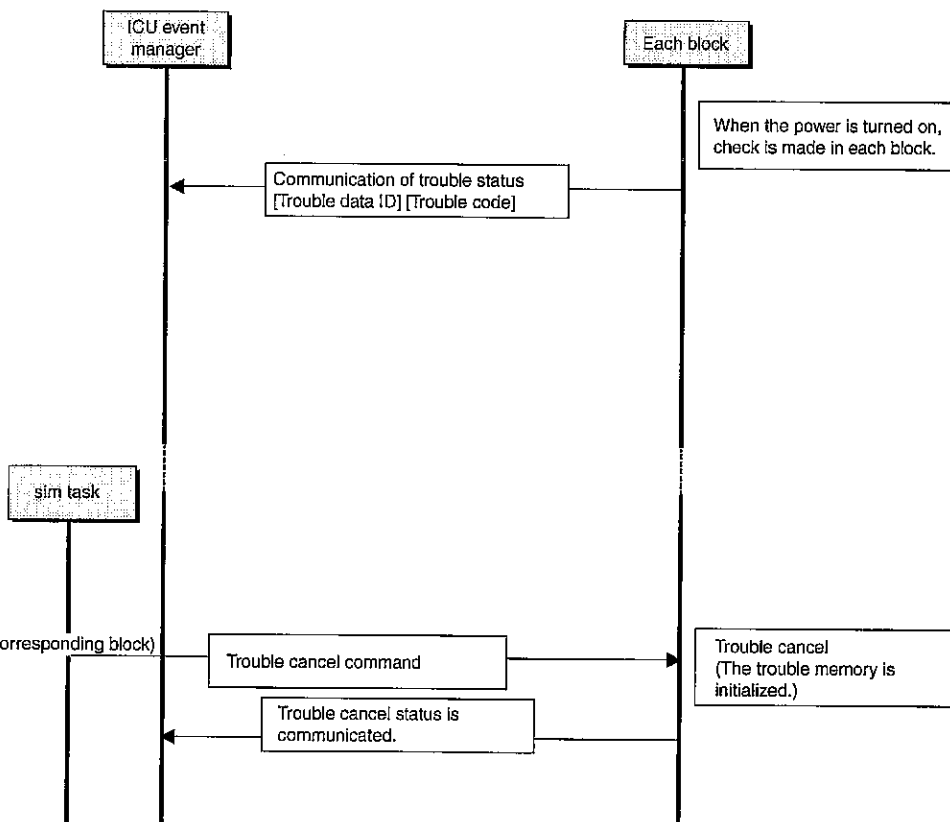 ICU event
manager
Each block
When the power is turned on,
check is made in each block.
Communication of trouble status
[Trouble data ID] [Trouble code]
sim task
orresponding block)
Trouble cancel command
Trouble cancel
(The trouble memory is
initialized.)
Trouble cancel status is
communicated.